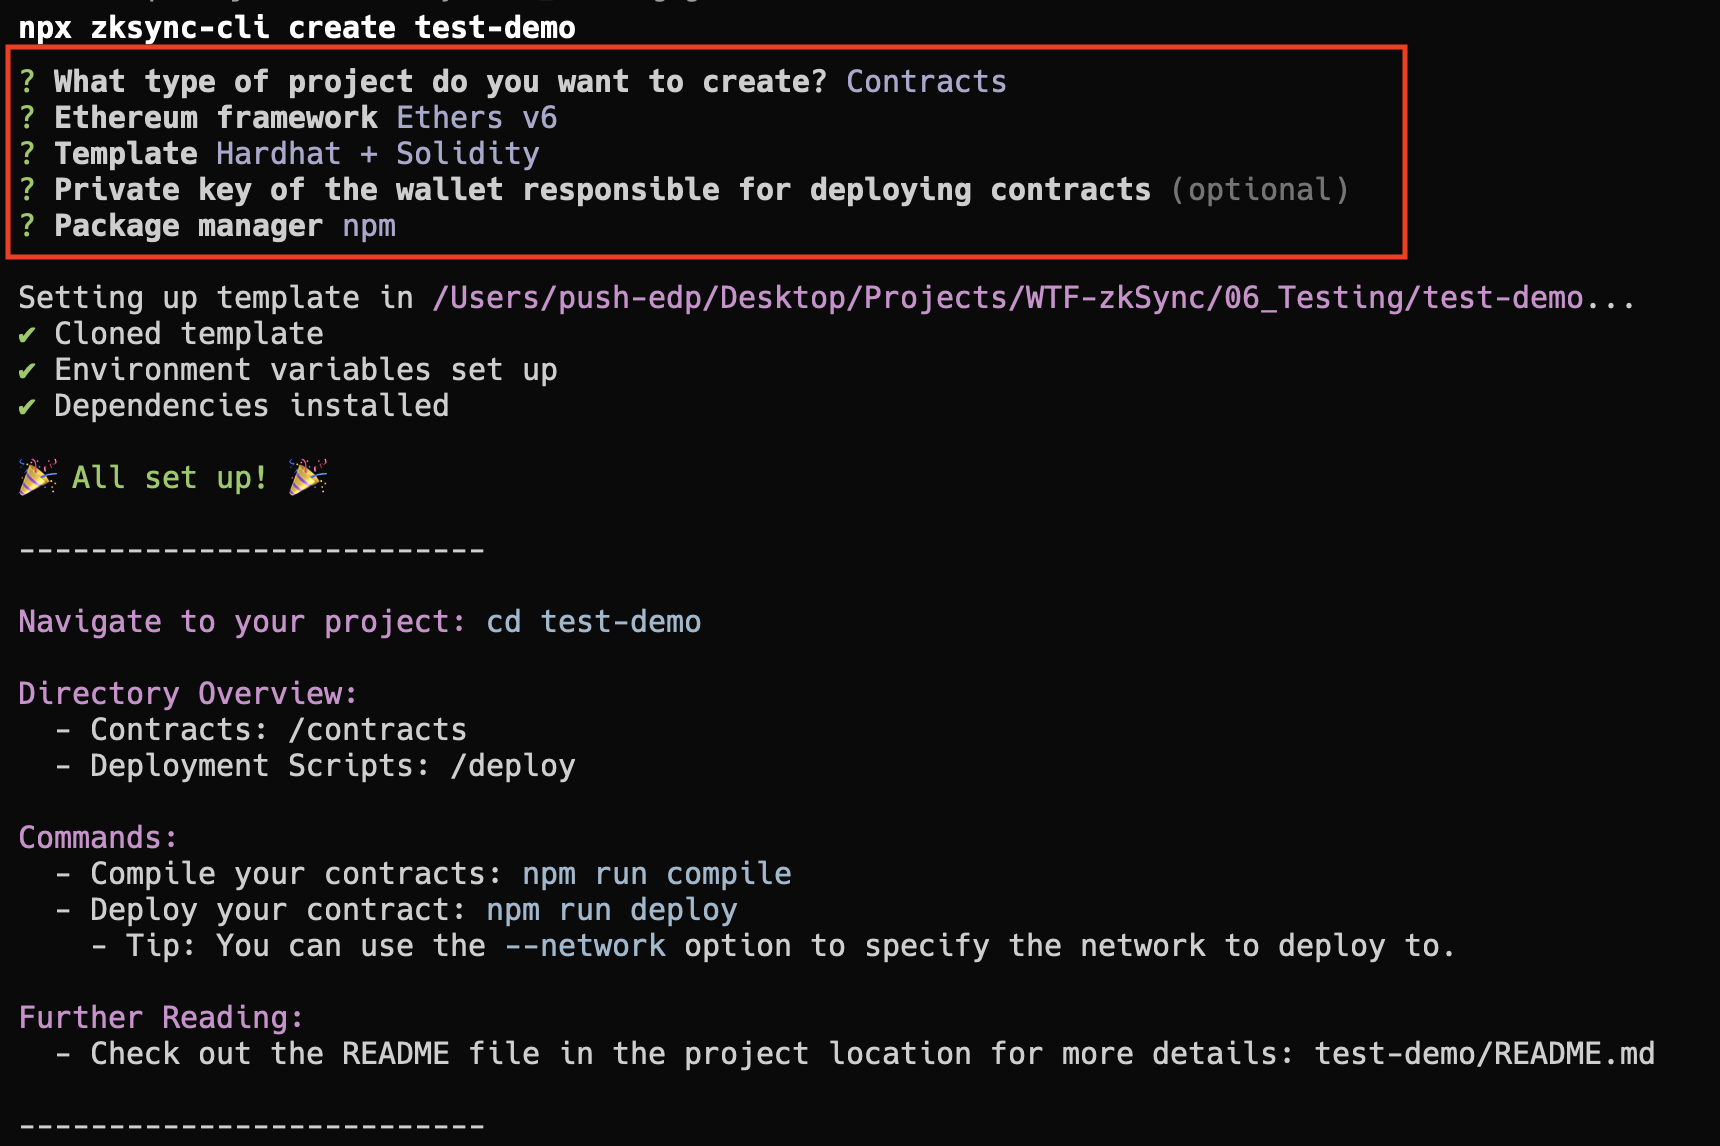 npx zksync-cli create test-demo
? What type of project do you want to create? Contracts
? Ethereum framework Ethers v6
? Template Hardhat + Solidity
? Private key of the wallet responsible for deploying contracts (optional)
? Package manager npm
Setting up template in /Users/push-edp/Desktop/Projects/WTF-zkSync/06_Testing/test-demo...
✔ Cloned template
✔ Environment variables set up
✔ Dependencies installed
🎉 All set up! 🎉
--------------------------
Navigate to your project: cd test-demo
Directory Overview:
- Contracts: /contracts
- Deployment Scripts: /deploy
Commands:
- Compile your contracts: npm run compile
- Deploy your contract: npm run deploy
- Tip: You can use the --network option to specify the network to deploy to.
Further Reading:
- Check out the README file in the project location for more details: test-demo/README.md
--------------------------